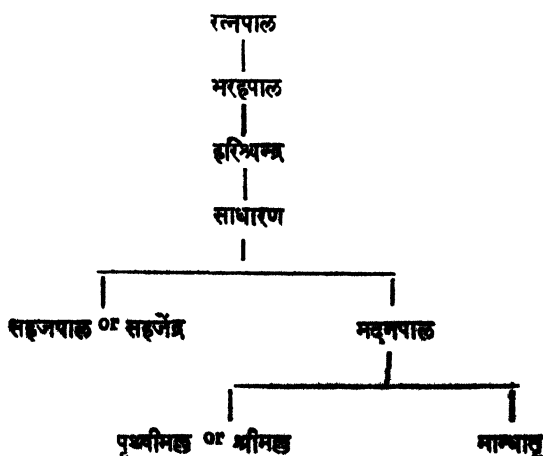 रत्नपाल
भरहपाल
हरिश्चन्द्र
साधारण
सहजपाल or सहजेंद्र मदनपाल
पृथ्वीमल्ल or श्रीमल्ल मान्धातृ